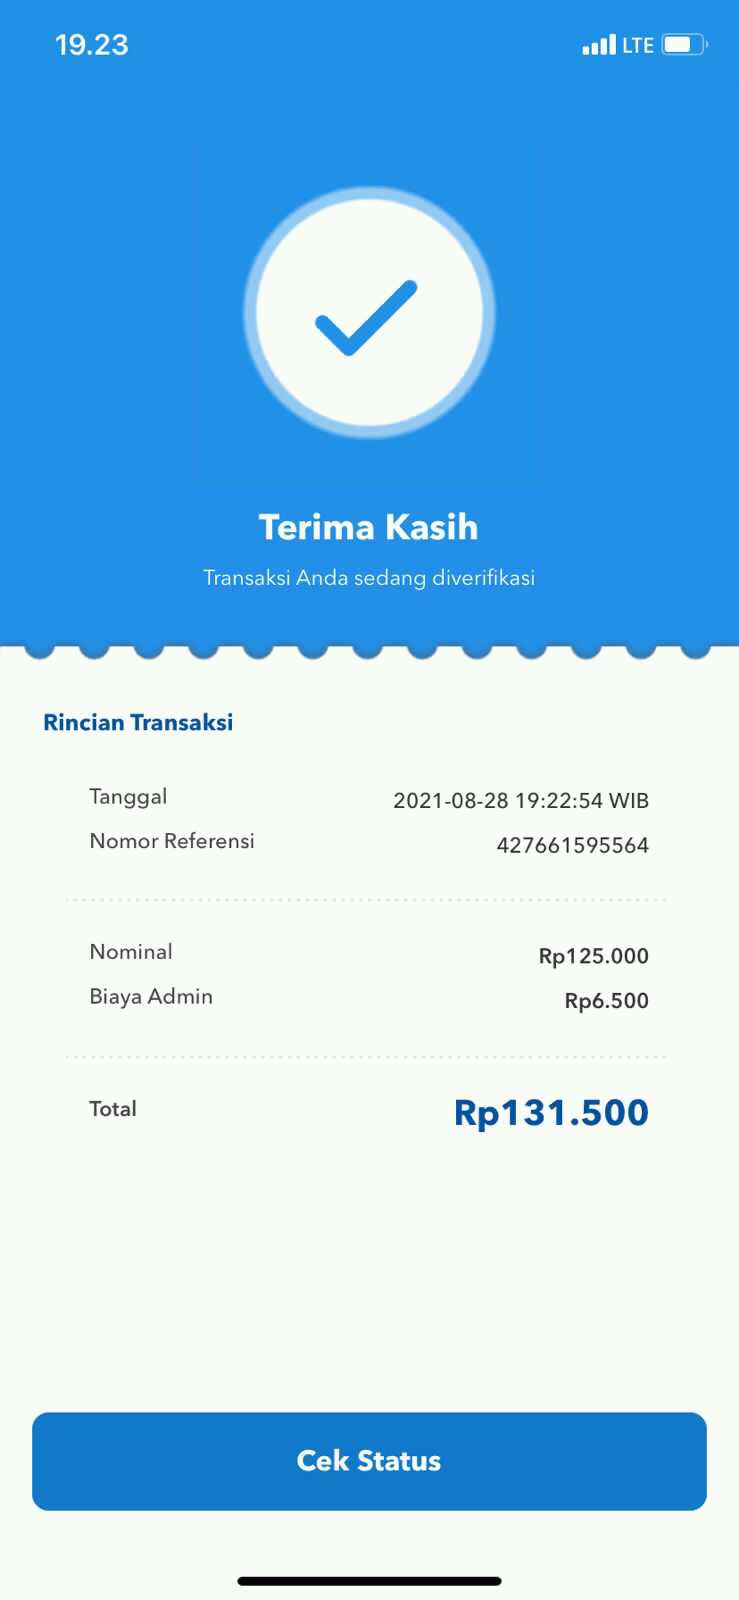 19.23 LTE
Terima Kasih
Transaksi Anda sedang diverifikasi
Rincian Transaksi
Tanggal 2021-08-28 19:22:54 WIB
Nomor Referensi 427661595564
Nominal Rp125.000
Biaya Admin Rp6.500
Total Rp131.500
Cek Status